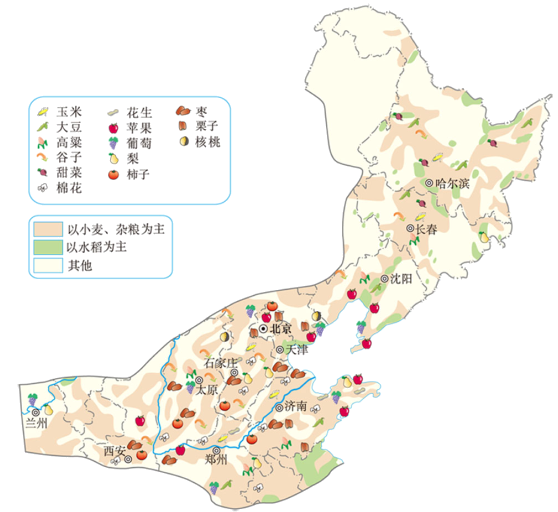 玉米 花生 枣
大豆 苹果 栗子
高粱 葡萄 核桃
谷子 梨
甜菜 柿子
棉花
以小麦、杂粮为主
以水稻为主
其他
哈尔滨
长春
沈阳
北京
天津
石家庄
太原
济南
兰州
西安
郑州